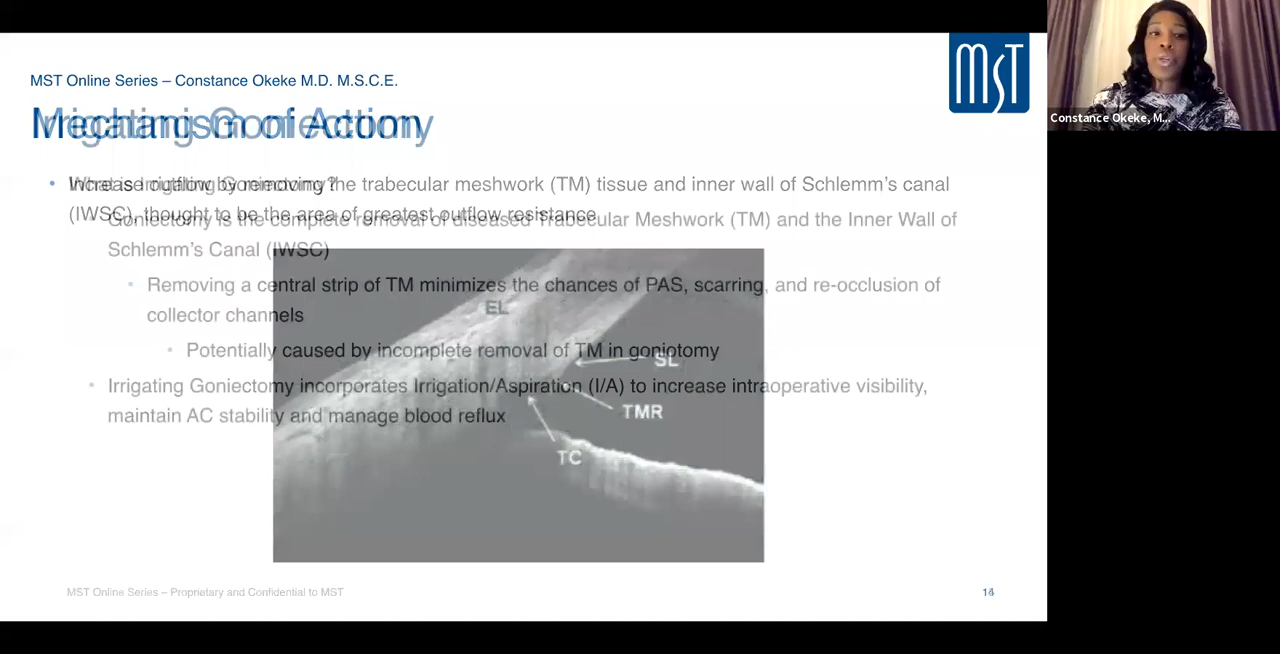 MST Online Series – Constance Okeke M.D. M.S.C.E.
MST
Constance Okeke, M...
Mechanism of Action
Irrigating Goniectomy
What is Irrigating Goniectomy?
Increase outflow by removing the trabecular meshwork (TM) tissue and inner wall of Schlemm's canal
(IWSC), thought to be the area of greatest outflow resistance
Goniectomy is the complete removal of diseased Trabecular Meshwork (TM) and the Inner Wall of
Schlemm's Canal (IWSC)
Removing a central strip of TM minimizes the chances of PAS, scarring, and re-occlusion of
collector channels
EL
Potentially caused by incomplete removal of TM in goniotomy
SL
Irrigating Goniectomy incorporates Irrigation/Aspiration (I/A) to increase intraoperative visibility,
maintain AC stability and manage blood reflux
TMR
TC
MST Online Series – Proprietary and Confidential to MST